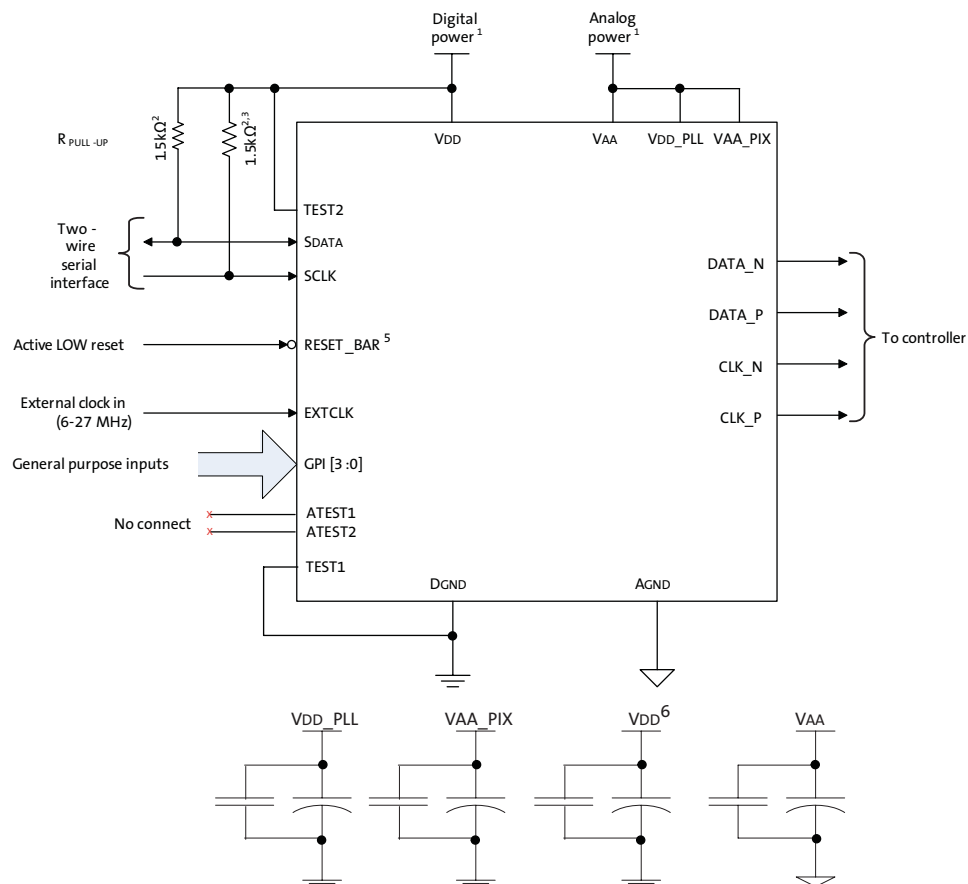 Digital
power 1
Analog
power 1
R PULL -UP
1.5kΩ2
1.5kΩ2,3
VDD
VAA
VDD_PLL
VAA_PIX
TEST2
Two -
wire
serial
interface
SDATA
SCLK
DATA_N
DATA_P
CLK_N
CLK_P
To controller
Active LOW reset
RESET_BAR 5
External clock in
(6-27 MHz)
EXTCLK
General purpose inputs
GPI [3 :0]
No connect
x
x
ATEST1
ATEST2
TEST1
DGND
AGND
VDD_PLL
VAA_PIX
VDD6
VAA